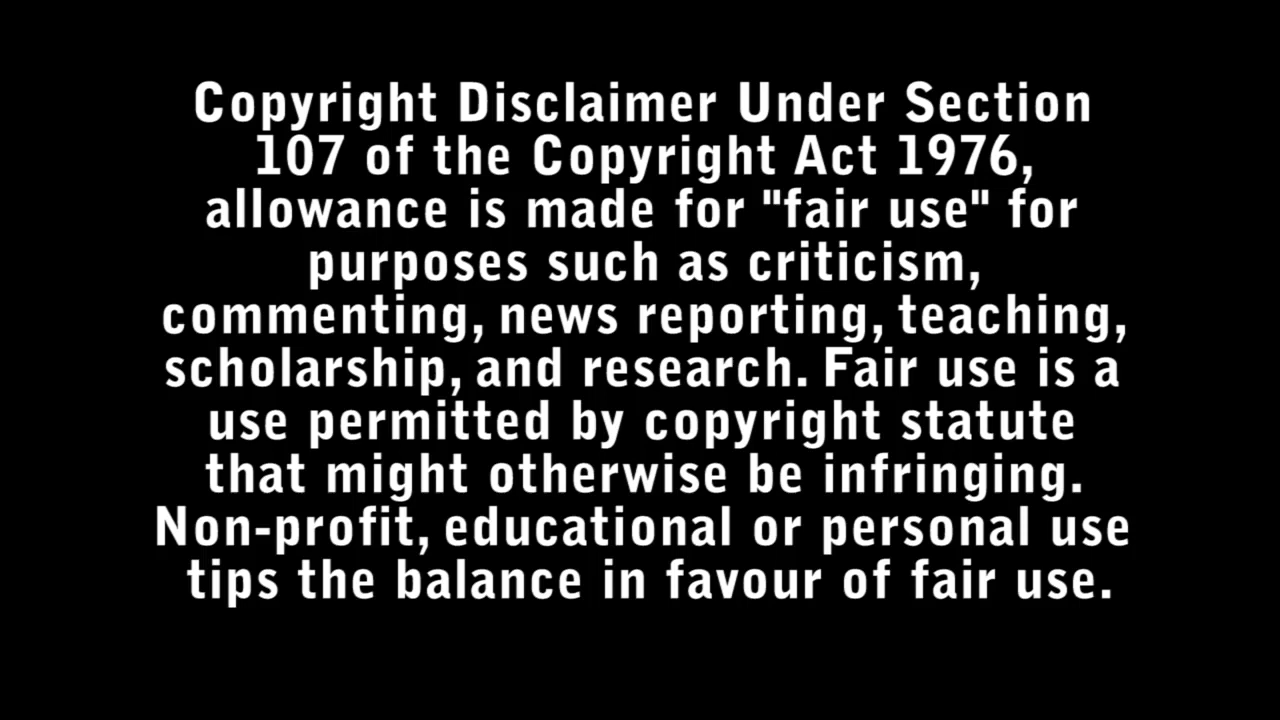 Copyright Disclaimer Under Section
107 of the Copyright Act 1976,
allowance is made for "fair use" for
purposes such as criticism,
commenting, news reporting, teaching,
scholarship, and research. Fair use is a
use permitted by copyright statute
that might otherwise be infringing.
Non-profit, educational or personal use
tips the balance in favour of fair use.